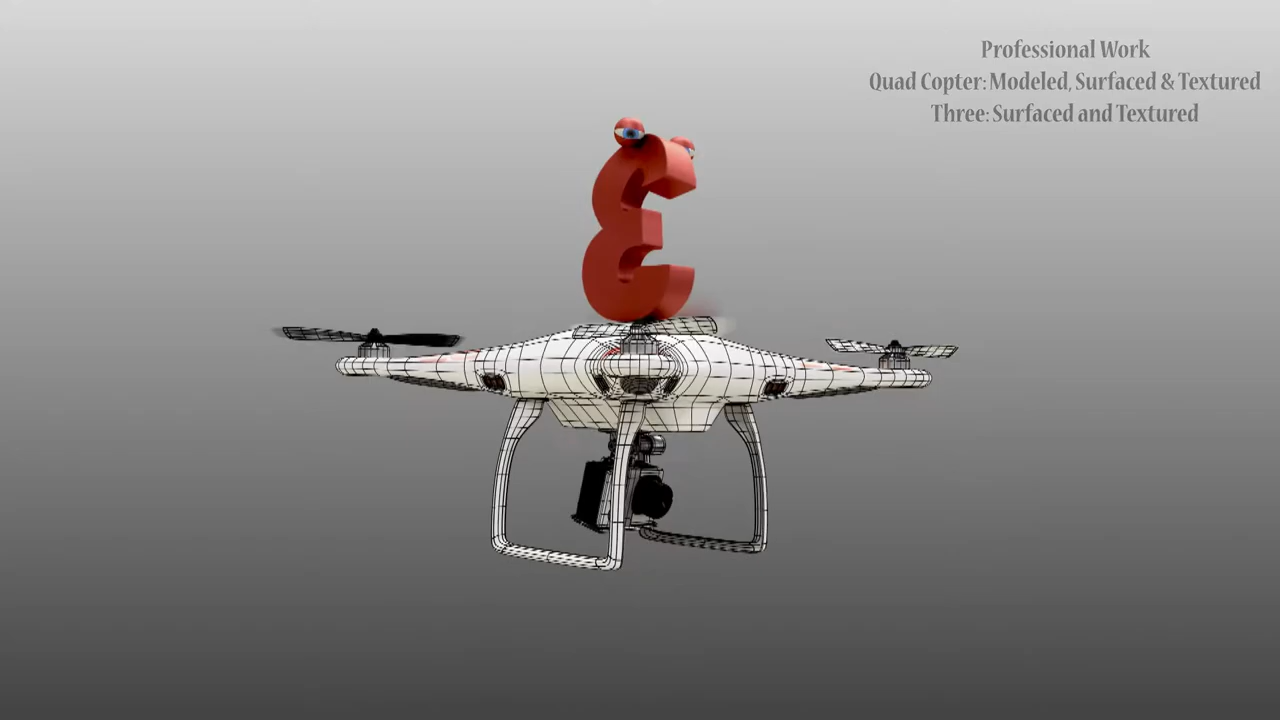 Professional Work
Quad Copter: Modeled, Surfaced & Textured
Three: Surfaced and Textured